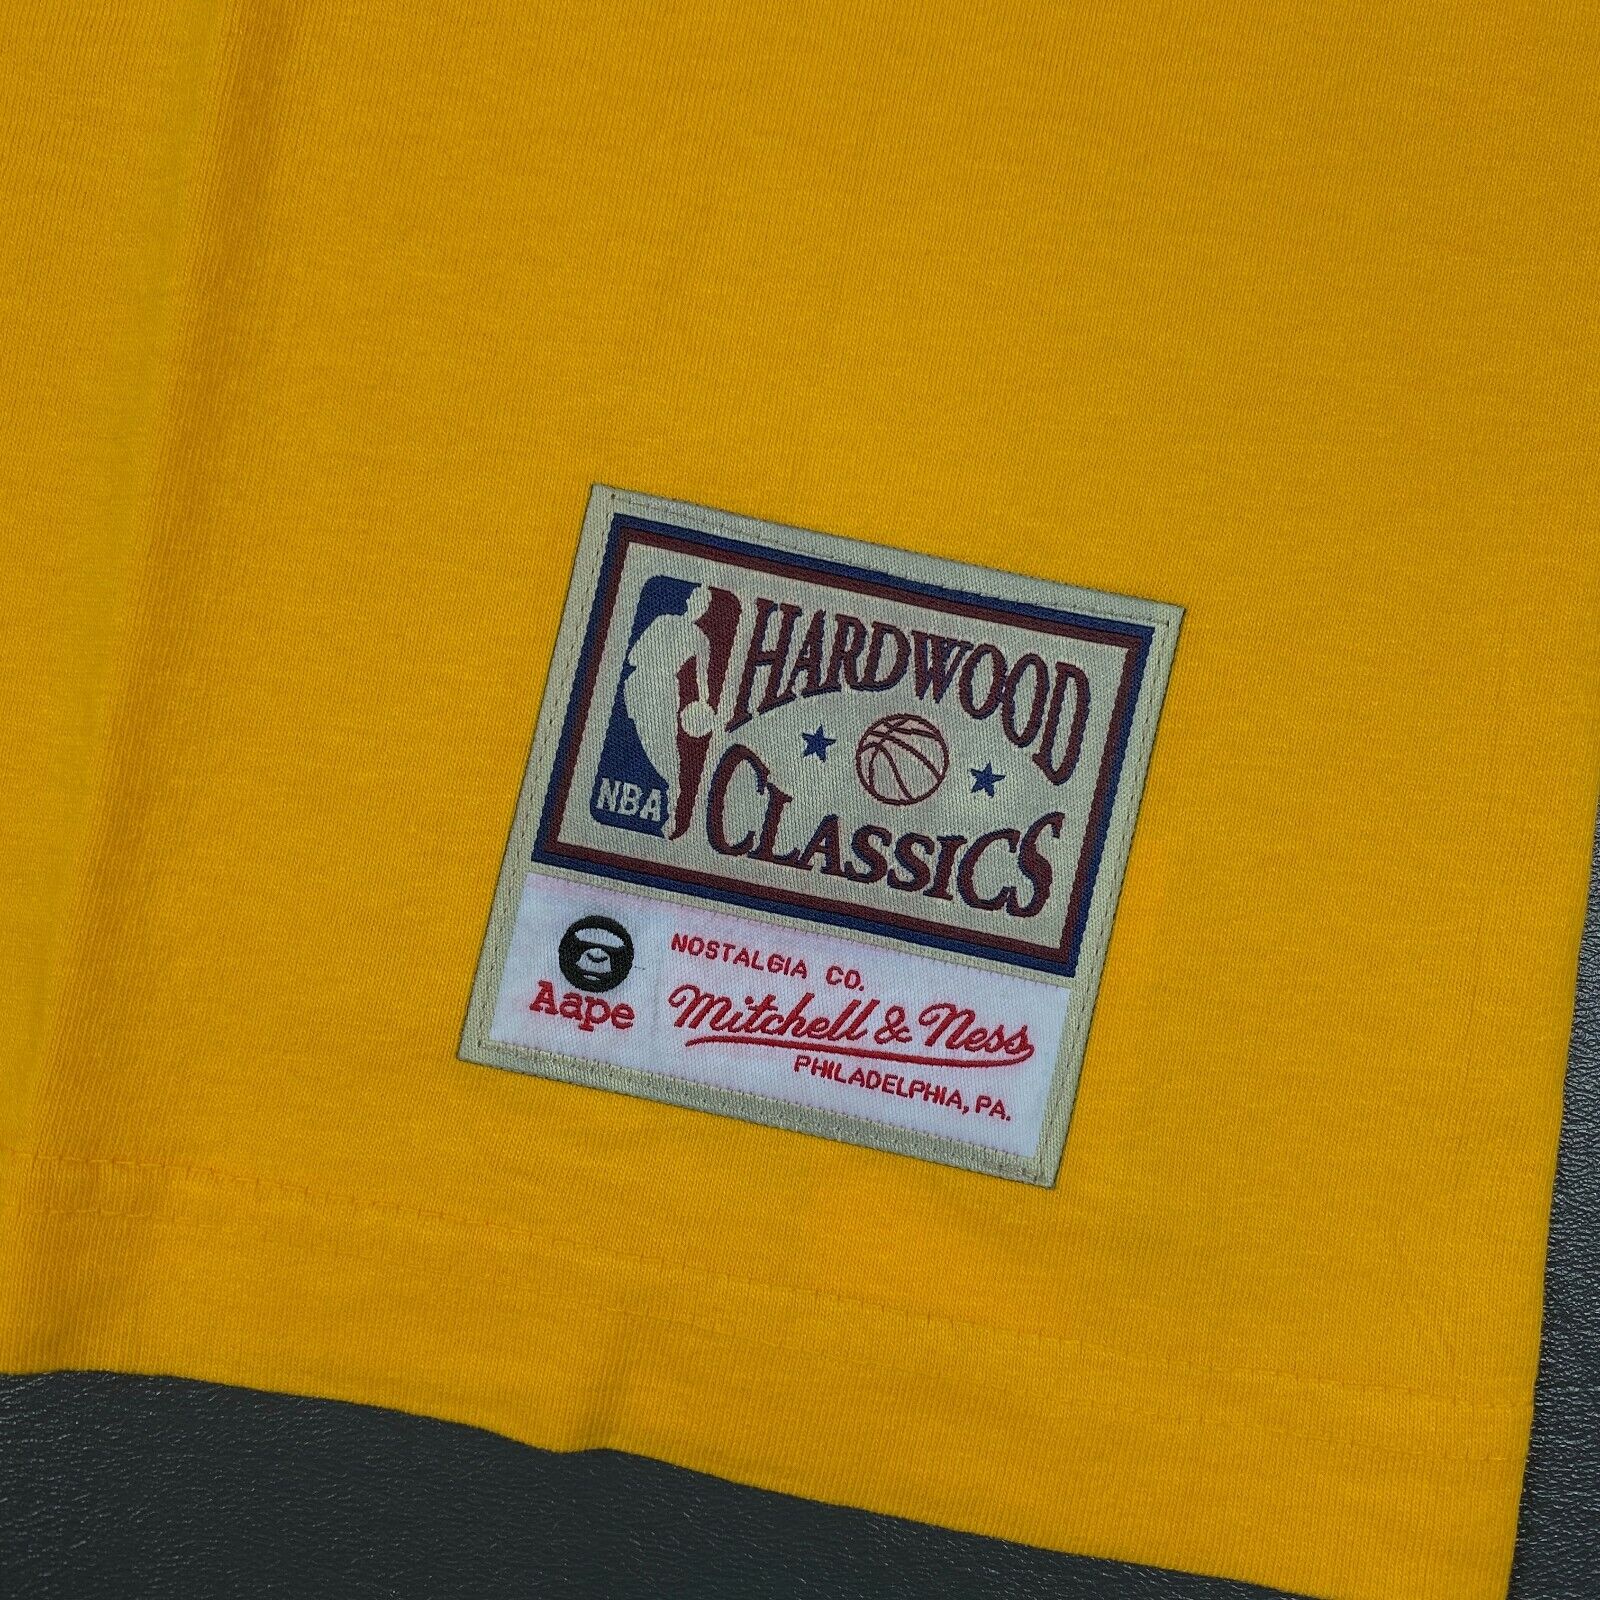 HARDWOOD
CLASSICS
NBA
Aape
NOSTALGIA CO.
Mitchell & Ness
PHILADELPHIA, PA.